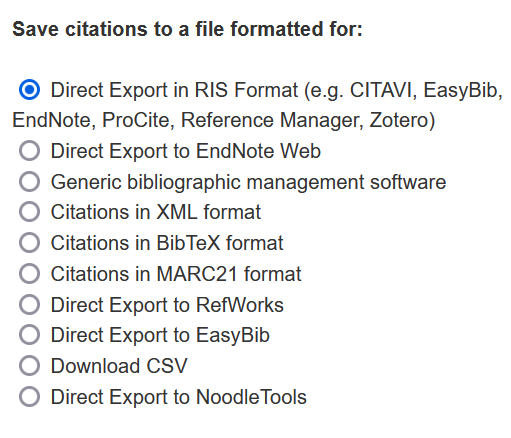 Save citations to a file formatted for:
Direct Export in RIS Format (e.g. CITAVI, EasyBib,
EndNote, ProCite, Reference Manager, Zotero)
Direct Export to EndNote Web
Generic bibliographic management software
Citations in XML format
Citations in BibTeX format
Citations in MARC21 format
Direct Export to RefWorks
Direct Export to EasyBib
Download CSV
Direct Export to NoodleTools